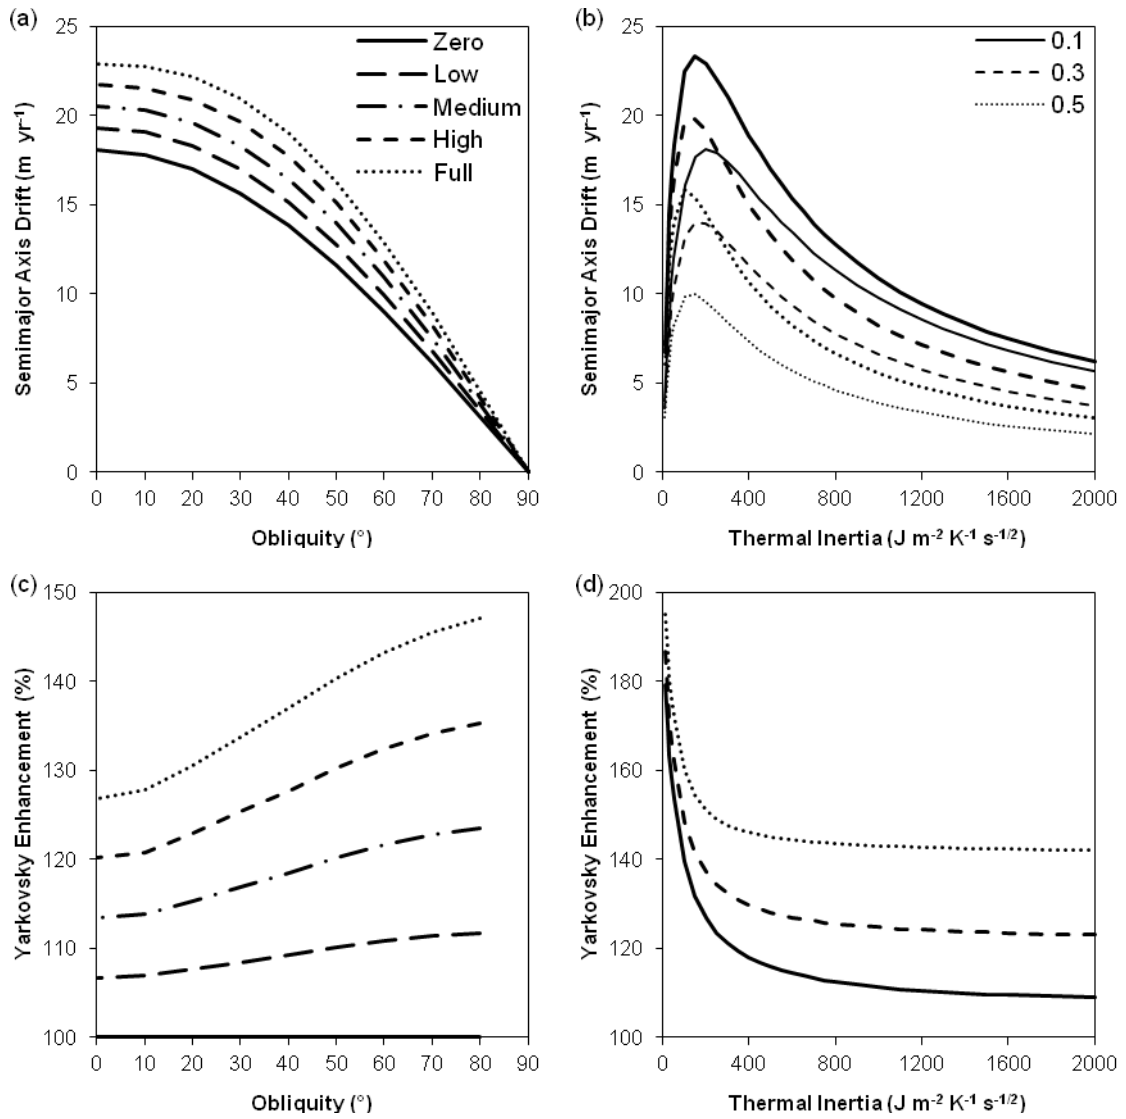 (a)
25
20
15
10
5
0
0 10 20 30 40 50 60 70 80 90
Semimajor Axis Drift (m yr⁻¹)
Obliquity (°)
Zero
Low
Medium
High
Full
(b)
25
20
15
10
5
0
0 400 800 1200 1600 2000
Semimajor Axis Drift (m yr⁻¹)
Thermal Inertia (J m⁻² K⁻¹ s⁻¹/²)
0.1
0.3
0.5
(c)
150
140
130
120
110
100
0 10 20 30 40 50 60 70 80 90
Yarkovsky Enhancement (%)
Obliquity (°)
(d)
200
180
160
140
120
100
0 400 800 1200 1600 2000
Yarkovsky Enhancement (%)
Thermal Inertia (J m⁻² K⁻¹ s⁻¹/²)